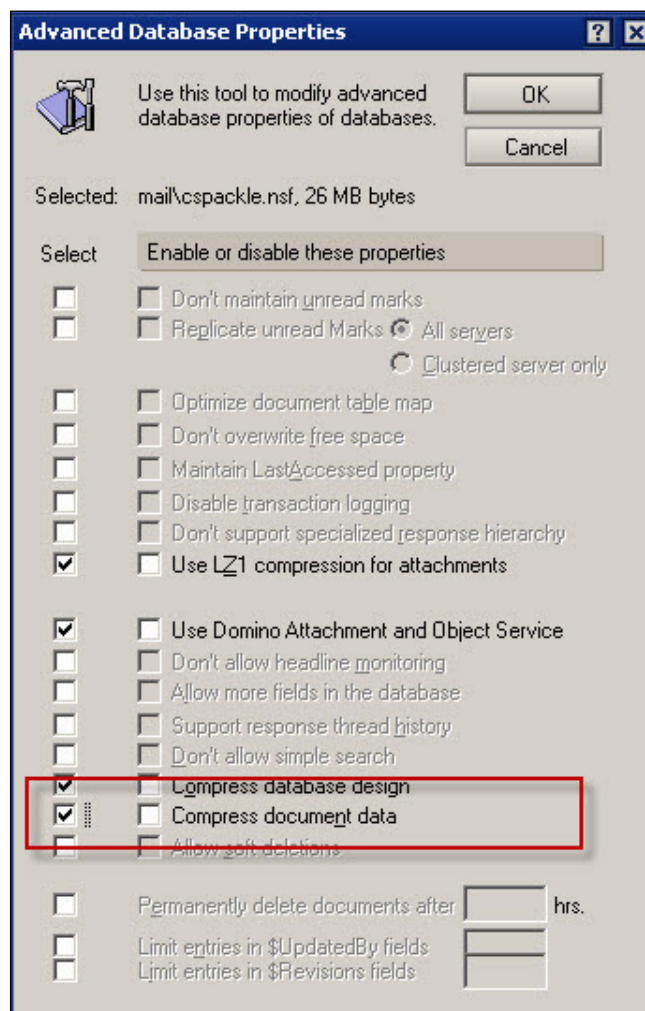 Advanced Database Properties
Use this tool to modify advanced
database properties of databases.
OK
Cancel
Selected: mail\cspackle.nsf, 26 MB bytes
Select Enable or disable these properties
Don't maintain unread marks
Replicate unread Marks All servers
Clustered server only
Optimize document table map
Don't overwrite free space
Maintain LastAccessed property
Disable transaction logging
Don't support specialized response hierarchy
Use LZ1 compression for attachments
Use Domino Attachment and Object Service
Don't allow headline monitoring
Allow more fields in the database
Support response thread history
Don't allow simple search
Compress database design
Compress document data
Allow soft deletions
Permanently delete documents after hrs.
Limit entries in $UpdatedBy fields
Limit entries in $Revisions fields